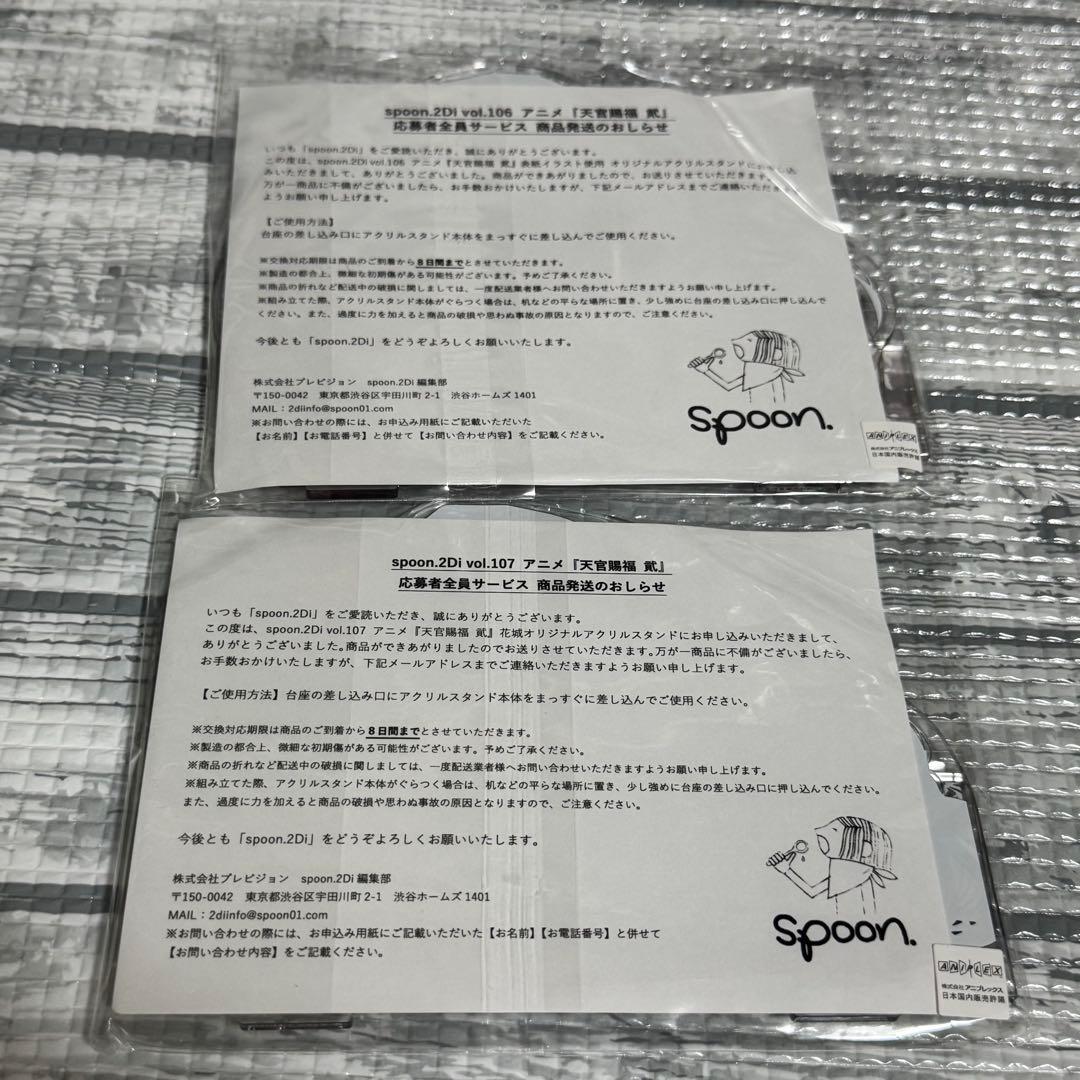 spoon.2Di vol.106 アニメ『天官賜福 貮』
応募者全員サービス 商品発送のおしらせ
いつも「spoon.2Di」をご愛読いただき、誠にありがとうございます。
この度は、spoon.2Di vol.106 アニメ『天官賜福 貮』表紙イラスト使用 オリジナルアクリルスタンドにお申し込
みいただきまして、ありがとうございました。商品ができあがりましたので、お送りさせていただきます。
万が一商品に不備がございましたら、お手数おかけいたしますが、下記メールアドレスまでご連絡いただき
ようお願い申し上げます。
【ご使用方法】
台座の差し込み口にアクリルスタンド本体をまっすぐに差し込んでご使用ください。
※交換対応期限は商品のご到着から8日間までとさせていただきます。
※製造の都合上、微細な初期傷がある可能性がございます。予めご了承ください。
※商品の折れなど配送中の破損に関しましては、一度配送業者様へお問い合わせいただきますようお願い申し上げます。
※組み立てた際、アクリルスタンド本体がぐらつく場合は、机などの平らな場所に置き、少し強めに台座の差し込み口に押し込んで
ください。また、過度に力を加えると商品の破損や思わぬ事故の原因となりますので、ご注意ください。
今後とも「spoon.2Di」をどうぞよろしくお願いいたします。
株式会社プレビジョン spoon.2Di 編集部
〒150-0042 東京都渋谷区宇田川町 2-1 渋谷ホームズ 1401
MAIL:2diinfo@spoon01.com
※お問い合わせの際には、お申込み用紙にご記載いただいた
【お名前】【お電話番号】と併せて【お問い合わせ内容】をご記載ください。
spoon.
ANIPLEX
株式会社アニプレックス
日本国内販売許諾
spoon.2Di vol.107 アニメ『天官賜福 貮』
応募者全員サービス 商品発送のおしらせ
いつも「spoon.2Di」をご愛読いただき、誠にありがとうございます。
この度は、spoon.2Di vol.107 アニメ『天官賜福 貮』花城オリジナルアクリルスタンドにお申し込みいただきまして、
ありがとうございました。商品ができあがりましたのでお送りさせていただきます。万が一商品に不備がございましたら、
お手数おかけいたしますが、下記メールアドレスまでご連絡いただきますようお願い申し上げます。
【ご使用方法】台座の差し込み口にアクリルスタンド本体をまっすぐに差し込んでご使用ください。
※交換対応期限は商品のご到着から8日間までとさせていただきます。
※製造の都合上、微細な初期傷がある可能性がございます。予めご了承ください。
※商品の折れなど配送中の破損に関しましては、一度配送業者様へお問い合わせいただきますようお願い申し上げます。
※組み立てた際、アクリルスタンド本体がぐらつく場合は、机などの平らな場所に置き、少し強めに台座の差し込み口に押し込んでください。
また、過度に力を加えると商品の破損や思わぬ事故の原因となりますので、ご注意ください。
今後とも「spoon.2Di」をどうぞよろしくお願いいたします。
株式会社プレビジョン spoon.2Di 編集部
〒150-0042 東京都渋谷区宇田川町 2-1 渋谷ホームズ 1401
MAIL:2diinfo@spoon01.com
※お問い合わせの際には、お申込み用紙にご記載いただいた【お名前】【お電話番号】と併せて
【お問い合わせ内容】をご記載ください。
spoon.
ANIPLEX
株式会社アニプレックス
日本国内販売許諾